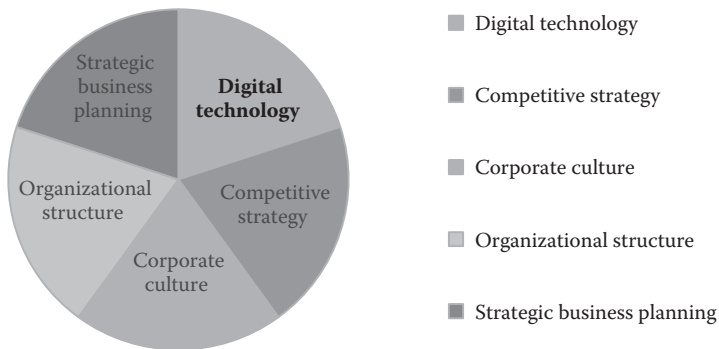 Strategic
business
planning
Digital
technology
Organizational
structure
Competitive
strategy
Corporate
culture
Digital technology
Competitive strategy
Corporate culture
Organizational structure
Strategic business planning